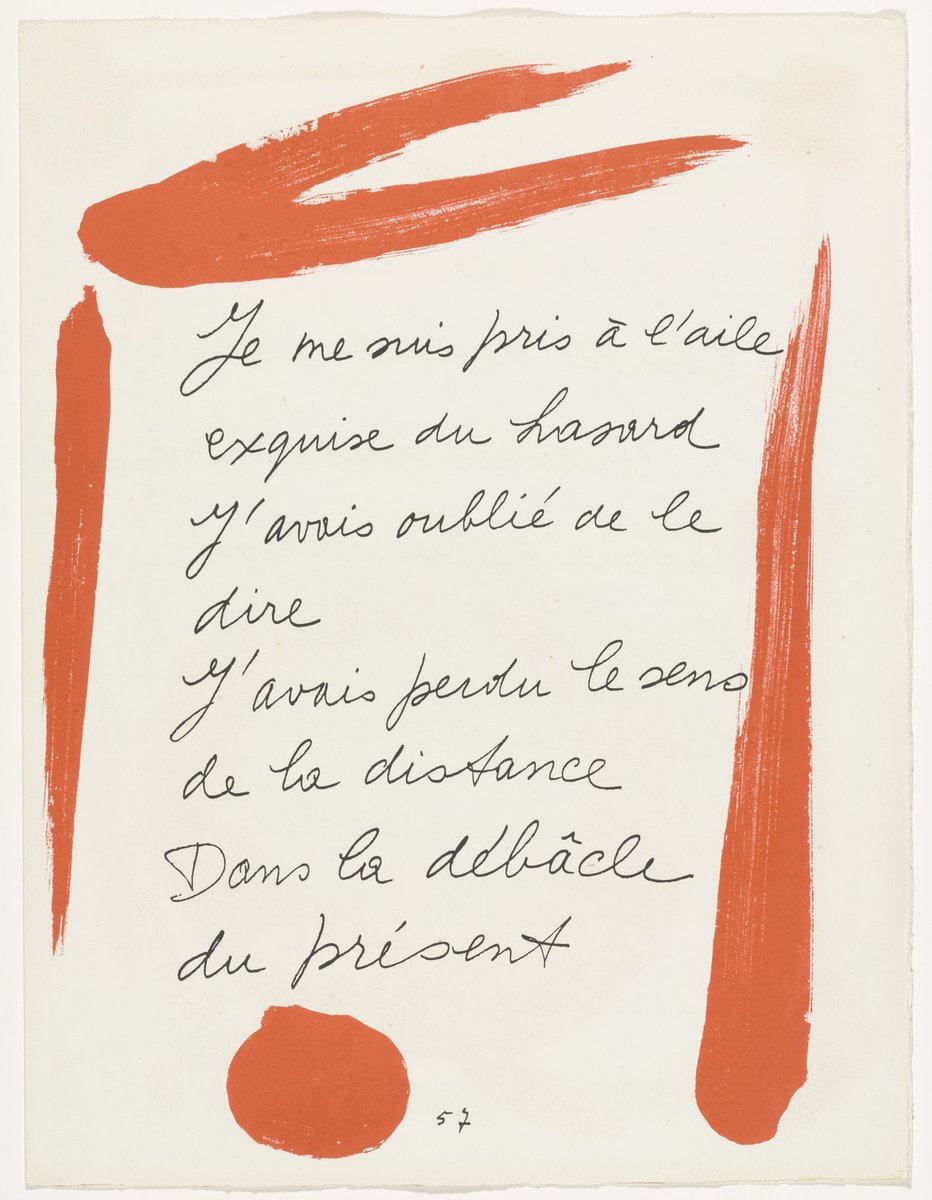 Je me suis pris à l'aile
exquise du hasard
J'avais oublié de le
dire
J'avais perdu le sens
de la distance
Dans la débâcle
du présent
57